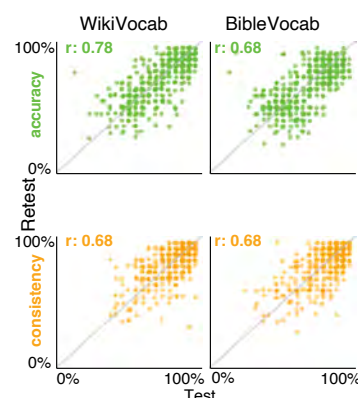 WikiVocab BibleVocab
100% r: 0.78 r: 0.68
accuracy
0%
Retest
100% r: 0.68 r: 0.68
consistency
0%
0% 100% 0% 100%
Test